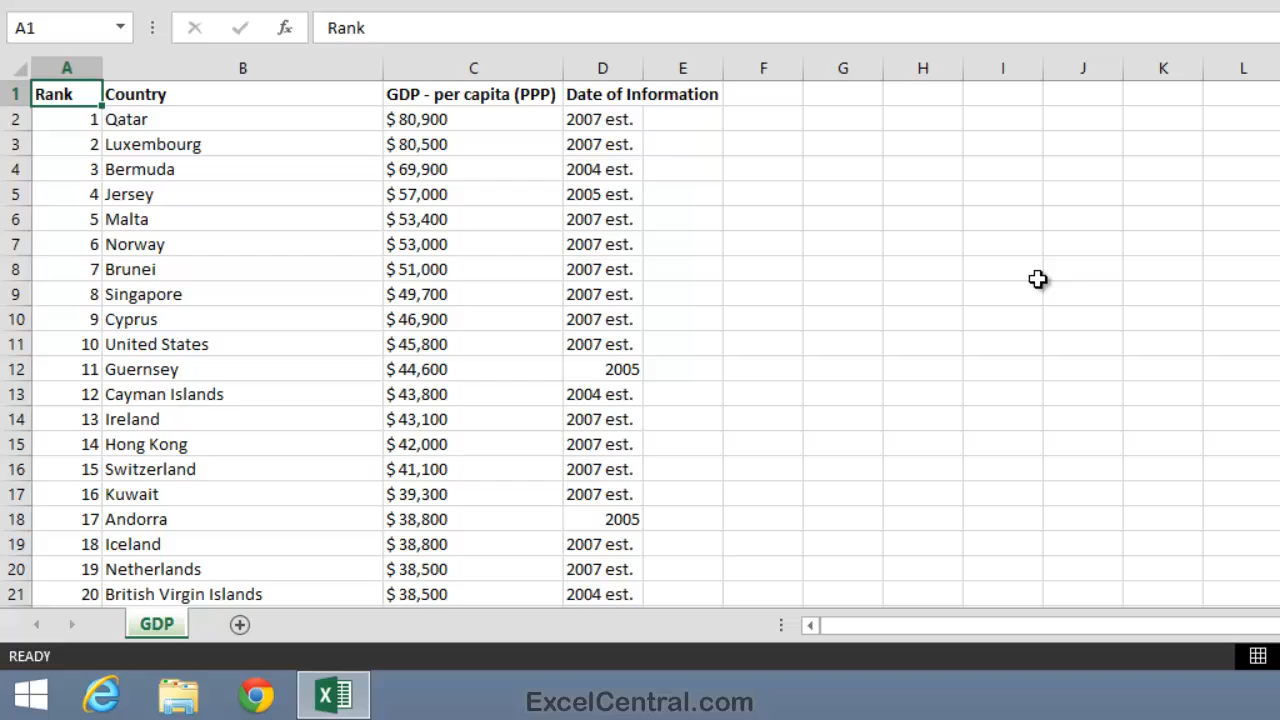 A1 fx Rank
A B C D E F G H I J K L
1 Rank Country GDP - per capita (PPP) Date of Information
2 1 Qatar $ 80,900 2007 est.
3 2 Luxembourg $ 80,500 2007 est.
4 3 Bermuda $ 69,900 2004 est.
5 4 Jersey $ 57,000 2005 est.
6 5 Malta $ 53,400 2007 est.
7 6 Norway $ 53,000 2007 est.
8 7 Brunei $ 51,000 2007 est.
9 8 Singapore $ 49,700 2007 est.
10 9 Cyprus $ 46,900 2007 est.
11 10 United States $ 45,800 2007 est.
12 11 Guernsey $ 44,600 2005
13 12 Cayman Islands $ 43,800 2004 est.
14 13 Ireland $ 43,100 2007 est.
15 14 Hong Kong $ 42,000 2007 est.
16 15 Switzerland $ 41,100 2007 est.
17 16 Kuwait $ 39,300 2007 est.
18 17 Andorra $ 38,800 2005
19 18 Iceland $ 38,800 2007 est.
20 19 Netherlands $ 38,500 2007 est.
21 20 British Virgin Islands $ 38,500 2004 est.
GDP
READY
ExcelCentral.com